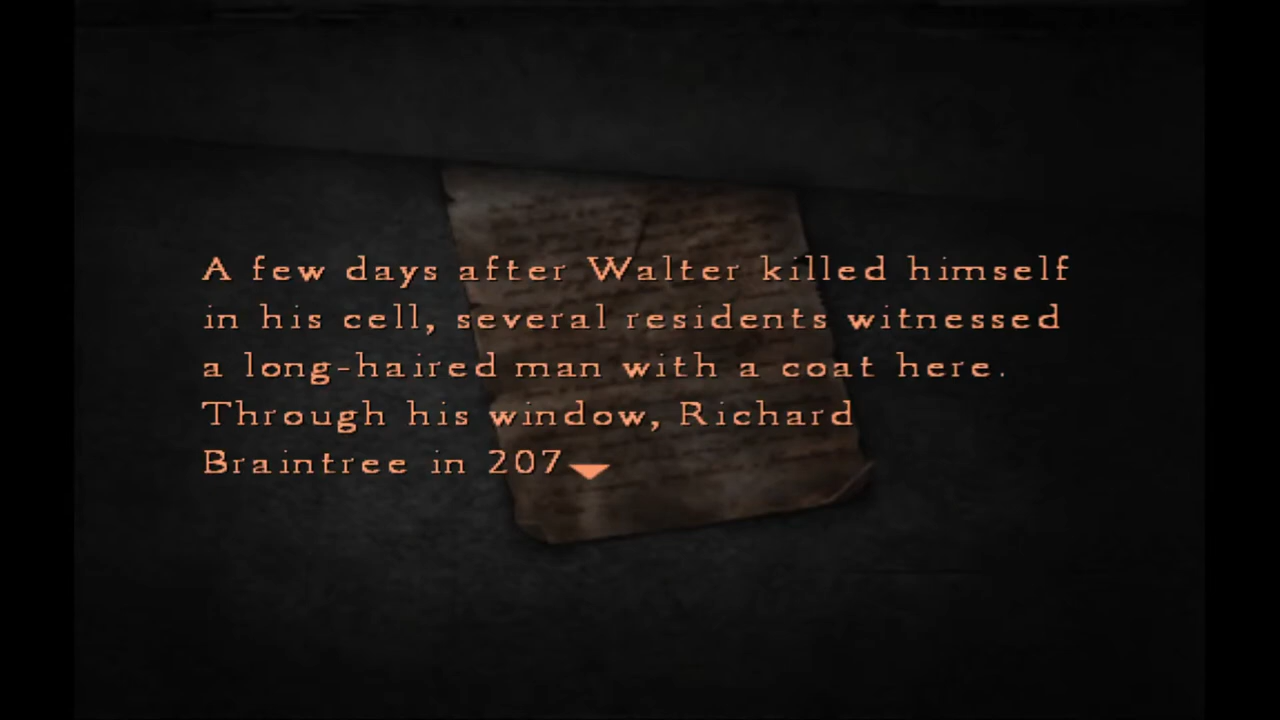 A few days after Walter killed himself
in his cell, several residents witnessed
a long-haired man with a coat here.
Through his window, Richard
Braintree in 207